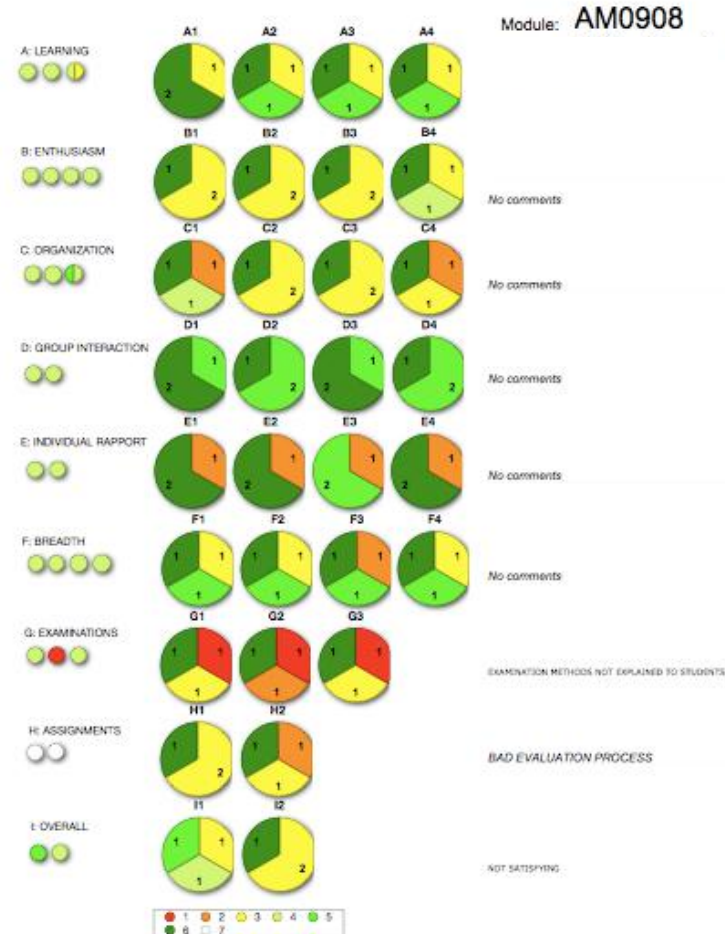 Module: AM0908
A1 A2 A3 A4
A: LEARNING
1 2 1 1 1 1 1 1 1 1 1
B1 B2 B3 B4
B: ENTHUSIASM
1 2 1 2 1 2 1 1 1
No comments
C1 C2 C3 C4
C: ORGANIZATION
1 1 1 1 2 1 2 1 1 1
No comments
D1 D2 D3 D4
D: GROUP INTERACTION
1 2 1 2 1 2 1 2
No comments
E1 E2 E3 E4
E: INDIVIDUAL RAPPORT
1 2 1 2 1 2 1 2
No comments
F1 F2 F3 F4
F: BREADTH
1 1 1 1 1 1 1 1 1 1 1 1
No comments
G1 G2 G3
G: EXAMINATIONS
1 1 1 1 1 1 1 1 1
EXAMINATION METHODS NOT EXPLAINED TO STUDENTS
H1 H2
H: ASSIGNMENTS
1 2 1 1 1
BAD EVALUATION PROCESS
I1 I2
I: OVERALL
1 1 1 1 2
NOT SATISFYING
1 2 3 4 5
6 7